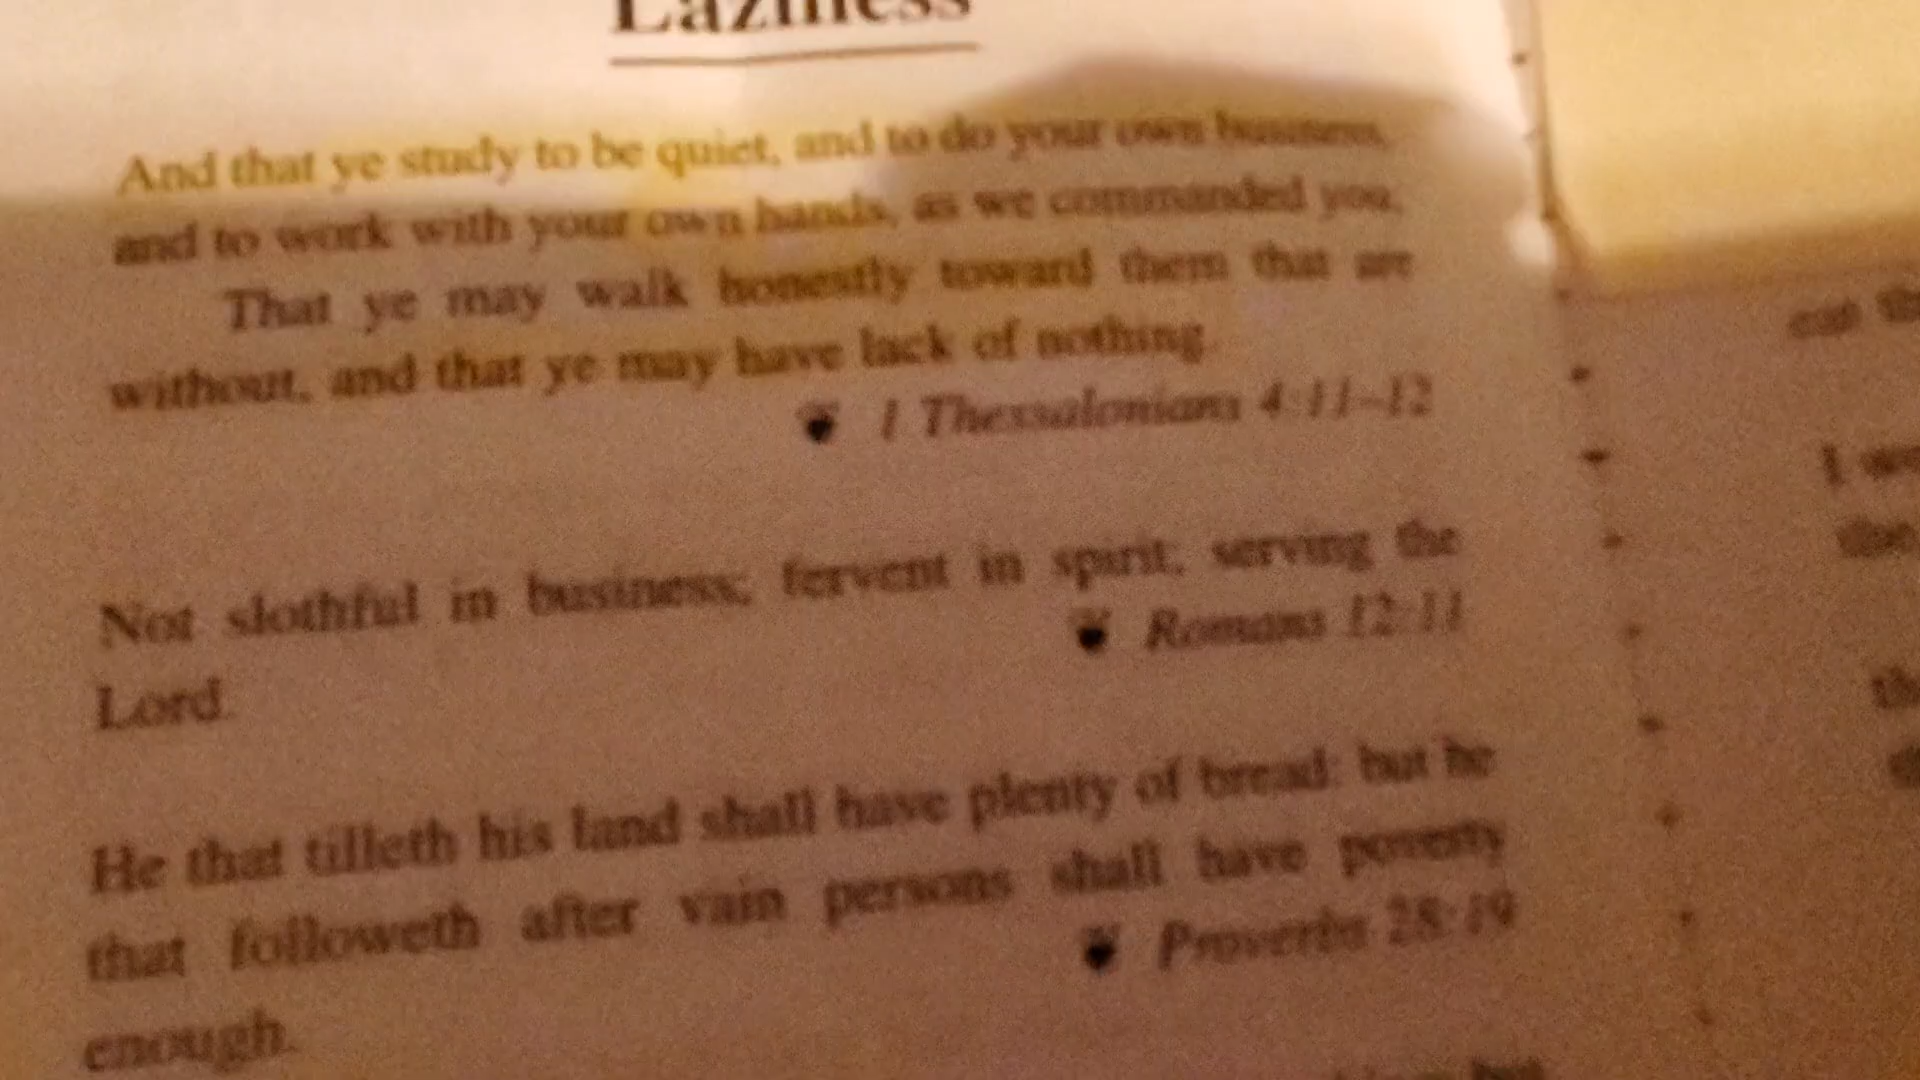 Laziness
And that ye study to be quiet, and to do your own business,
and to work with your own hands, as we commanded you;
That ye may walk honestly toward them that are
without, and that ye may have lack of nothing.
1 Thessalonians 4:11–12
Not slothful in business; fervent in spirit; serving the
Lord.
Romans 12:11
He that tilleth his land shall have plenty of bread: but he
that followeth after vain persons shall have poverty
enough.
Proverbs 28:19
I